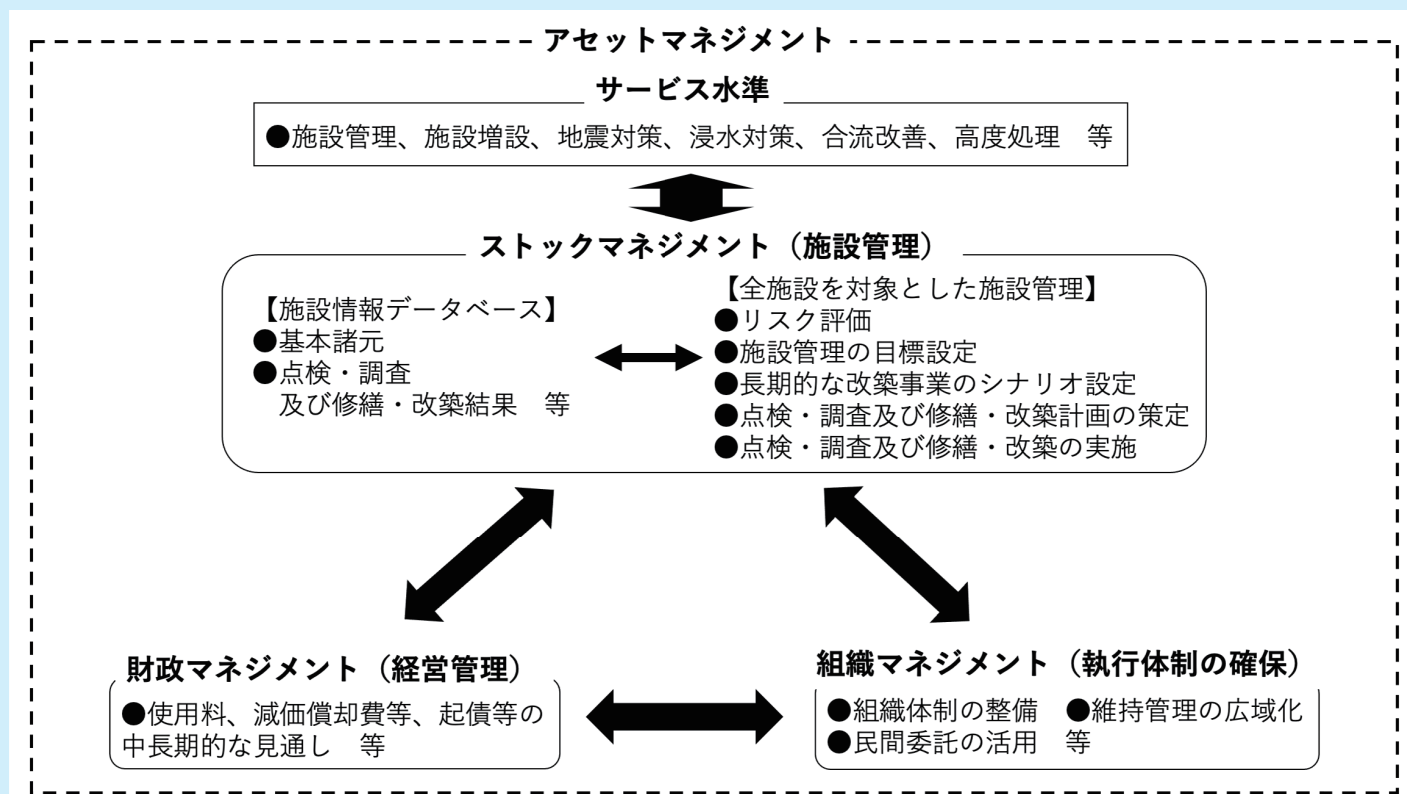 アセットマネジメント
サービス水準
●施設管理、施設増設、地震対策、浸水対策、合流改善、高度処理　等
ストックマネジメント（施設管理）
【施設情報データベース】
●基本諸元
●点検・調査
及び修繕・改築結果　等
【全施設を対象とした施設管理】
●リスク評価
●施設管理の目標設定
●長期的な改築事業のシナリオ設定
●点検・調査及び修繕・改築計画の策定
●点検・調査及び修繕・改築の実施
財政マネジメント（経営管理）
●使用料、減価償却費等、起債等の
中長期的な見通し　等
組織マネジメント（執行体制の確保）
●組織体制の整備　●維持管理の広域化
●民間委託の活用　等